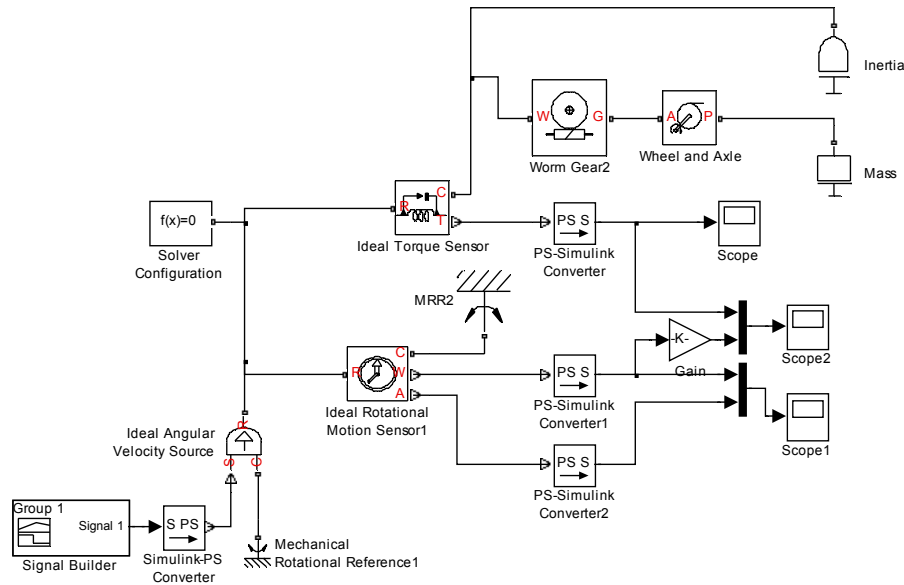 Inertia
W
G
A
P
Worm Gear2
Wheel and Axle
Mass
C
R
T
f(x)=0
Solver
Configuration
Ideal Torque Sensor
PS S
PS-Simulink
Converter
Scope
MRR2
-K-
Gain
Scope2
C
R
W
A
Ideal Rotational
Motion Sensor1
PS S
PS-Simulink
Converter1
Scope1
R
S
C
Ideal Angular
Velocity Source
PS S
PS-Simulink
Converter2
Group 1
Signal 1
Signal Builder
S PS
Simulink-PS
Converter
Mechanical
Rotational Reference1